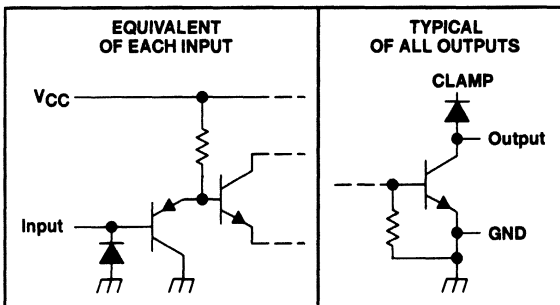 EQUIVALENT
OF EACH INPUT
VCC
Input
TYPICAL
OF ALL OUTPUTS
CLAMP
Output
GND